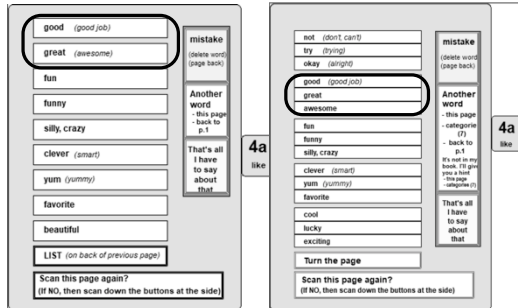 good (good job)
great (awesome)
fun
funny
silly, crazy
clever (smart)
yum (yummy)
favorite
beautiful
LIST (on back of previous page)
Scan this page again?
(If NO, then scan down the buttons at the side)
mistake
(delete word)
(page back)
Another
word
- this page
- back to
p.1
That's all
I have
to say
about
that
4a
like
not (don't, can't)
try (trying)
okay (alright)
good (good job)
great
awesome
fun
funny
silly, crazy
clever (smart)
yum (yummy)
favorite
cool
lucky
exciting
Turn the page
Scan this page again?
(If NO, then scan down the buttons at the side)
mistake
(delete word
(page back)
Another
word
- this page
- categorie
(7)
- back to
p.1
It's not in my
book. I'll give
you a hint
- this page
- categories (7)
That's all
I have
to say
about
that
4a
like